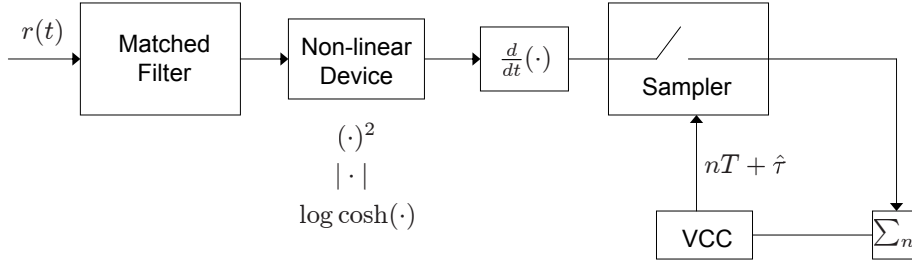 r(t)
Matched
Filter
Non-linear
Device
d/dt(·)
Sampler
(·)²
| · |
log cosh(·)
nT + τ̂
VCC
∑ₙ